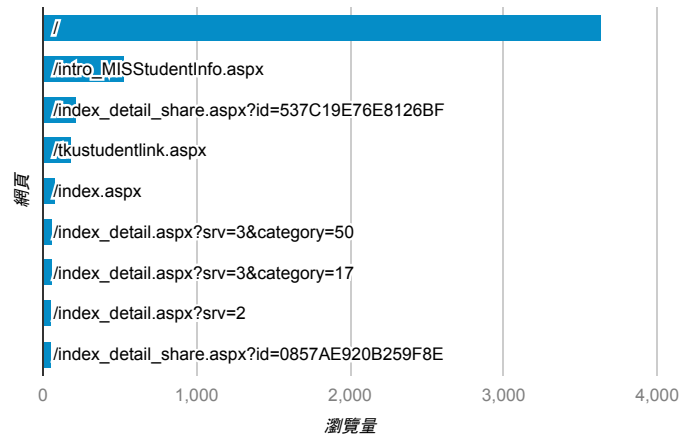 /
/intro_MISStudentInfo.aspx
/index_detail_share.aspx?id=537C19E76E8126BF
/tkustudentlink.aspx
/index.aspx
/index_detail.aspx?srv=3&category=50
/index_detail.aspx?srv=3&category=17
/index_detail.aspx?srv=2
/index_detail_share.aspx?id=0857AE920B259F8E
網頁
0 1,000 2,000 3,000 4,000
瀏覽量